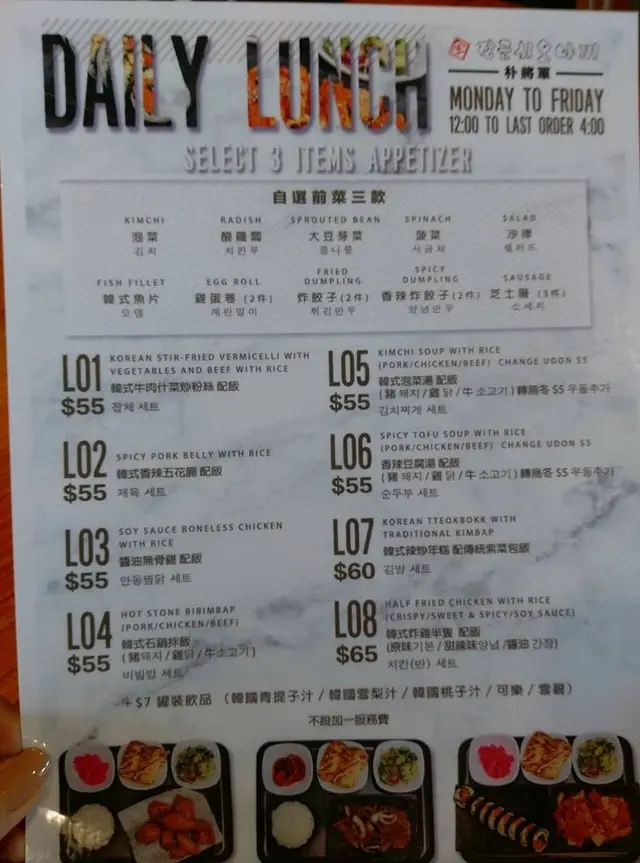 DAILY LUNCH
장군시오나끼
朴將軍
MONDAY TO FRIDAY
12:00 TO LAST ORDER 4:00
SELECT 3 ITEMS APPETIZER
自選前菜三款
KIMCHI RADISH SPROUTED BEAN SPINACH SALAD
泡菜 酸蘿蔔 大豆芽菜 菠菜 沙律
김치 치킨무 콩나물 시금치 샐러드
FISH FILLET EGG ROLL FRIED DUMPLING SPICY DUMPLING SAUSAGE
韓式魚片 雞蛋卷 (2件) 炸餃子 (2件) 香辣炸餃子 (2件) 芝士腸 (3件)
오뎅 계란말이 튀김만두 양념만두 소세지
L01 KOREAN STIR-FRIED VERMICELLI WITH
VEGETABLES AND BEEF WITH RICE
韓式牛肉什菜炒粉絲 配飯
$55 잡체 세트
L02 SPICY PORK BELLY WITH RICE
韓式香辣五花腩 配飯
$55 제육 세트
L03 SOY SAUCE BONELESS CHICKEN
WITH RICE
醬油無骨雞 配飯
$55 안동찜닭 세트
L04 HOT STONE BIBIMBAP
(PORK/CHICKEN/BEEF)
韓式石鍋拌飯
$55 (豬돼지/雞닭/牛소고기)
비빔밥 세트
L05 KIMCHI SOUP WITH RICE
(PORK/CHICKEN/BEEF) CHANGE UDON $5
韓式泡菜湯 配飯
$55 (豬돼지/雞닭/牛소고기) 轉烏冬 $5 우동추가
김치찌게 세트
L06 SPICY TOFU SOUP WITH RICE
(PORK/CHICKEN/BEEF) CHANGE UDON $5
香辣豆腐湯 配飯
$55 (豬돼지/雞닭/牛소고기) 轉烏冬 $5 우동추가
순두부 세트
L07 KOREAN TTEOKBOKK WITH
TRADITIONAL KIMBAP
韓式辣炒年糕 配傳統紫菜包飯
$60 김밥 세트
L08 HALF FRIED CHICKEN WITH RICE
(CRISPY/SWEET & SPICY/SOY SAUCE)
韓式炸雞半隻 配飯
$65 (原味기본/甜辣味양념/醬油간장)
치킨(반) 세트
+$7 罐裝飲品 (韓國青提子汁/韓國雪梨汁/韓國桃子汁/可樂/雪碧)
不設加一服務費